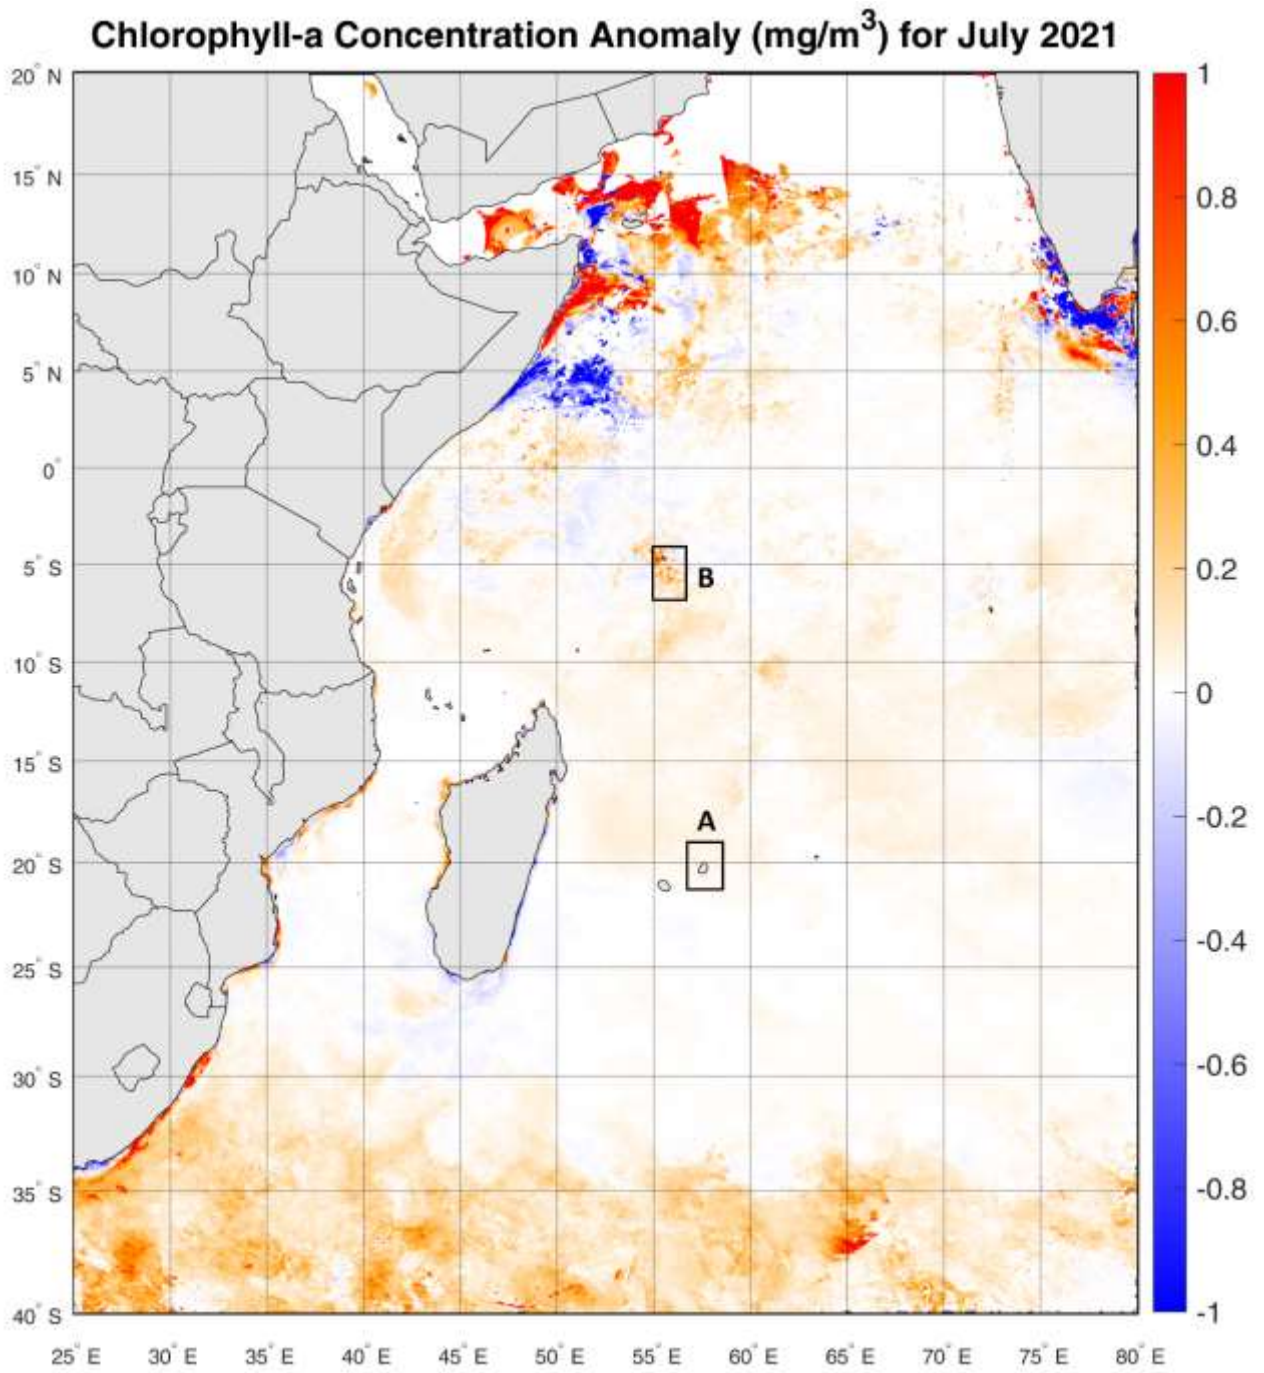 Chlorophyll-a Concentration Anomaly (mg/m³) for July 2021
20° N
15° N
10° N
5° N
0°
5° S
10° S
15° S
20° S
25° S
30° S
35° S
40° S
B
A
25° E 30° E 35° E 40° E 45° E 50° E 55° E 60° E 65° E 70° E 75° E 80° E
1
0.8
0.6
0.4
0.2
0
-0.2
-0.4
-0.6
-0.8
-1